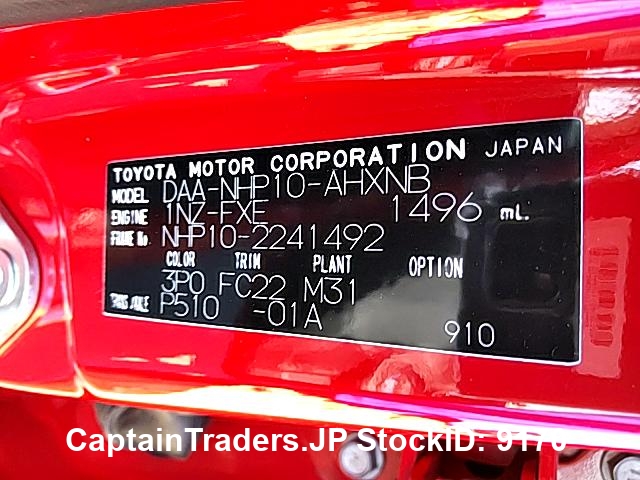 TOYOTA MOTOR CORPORATION JAPAN
MODEL DAA-NHP10-AHXNB
ENGINE 1NZ-FXE 1496 mL.
FRAME No. NHP10-2241492
COLOR TRIM PLANT OPTION
3P0 FC22 M31
TRANS/AXLE P510 -01A 910
CaptainTraders.JP StockID: 9170